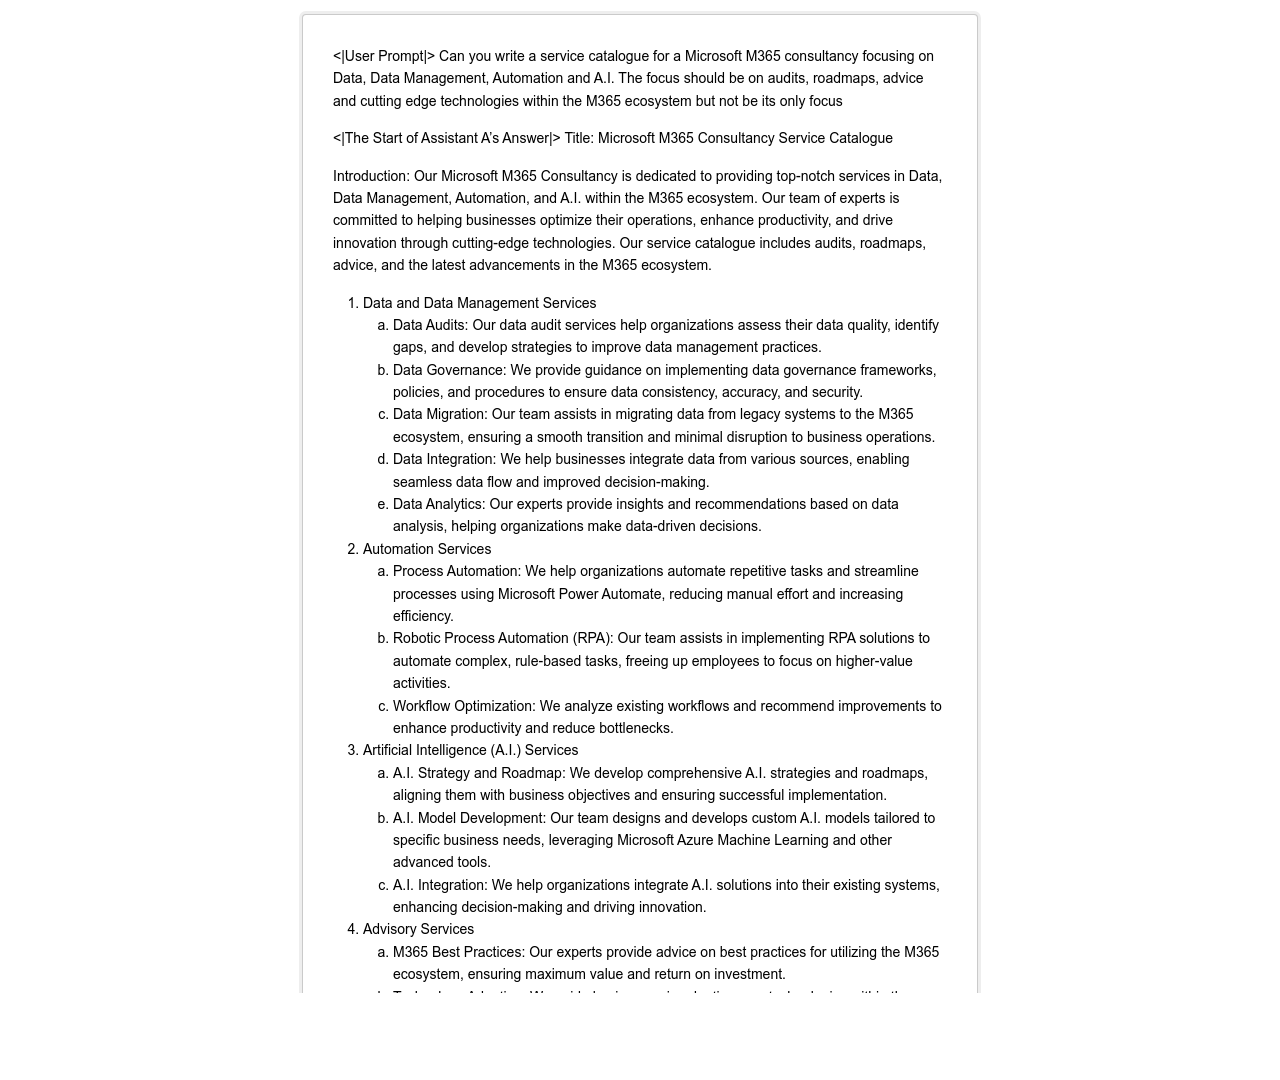 <|User Prompt|> Can you write a service catalogue for a Microsoft M365 consultancy focusing on
Data, Data Management, Automation and A.I. The focus should be on audits, roadmaps, advice
and cutting edge technologies within the M365 ecosystem but not be its only focus
<|The Start of Assistant A’s Answer|> Title: Microsoft M365 Consultancy Service Catalogue
Introduction: Our Microsoft M365 Consultancy is dedicated to providing top-notch services in Data,
Data Management, Automation, and A.I. within the M365 ecosystem. Our team of experts is
committed to helping businesses optimize their operations, enhance productivity, and drive
innovation through cutting-edge technologies. Our service catalogue includes audits, roadmaps,
advice, and the latest advancements in the M365 ecosystem.
1. Data and Data Management Services
a. Data Audits: Our data audit services help organizations assess their data quality, identify
gaps, and develop strategies to improve data management practices.
b. Data Governance: We provide guidance on implementing data governance frameworks,
policies, and procedures to ensure data consistency, accuracy, and security.
c. Data Migration: Our team assists in migrating data from legacy systems to the M365
ecosystem, ensuring a smooth transition and minimal disruption to business operations.
d. Data Integration: We help businesses integrate data from various sources, enabling
seamless data flow and improved decision-making.
e. Data Analytics: Our experts provide insights and recommendations based on data
analysis, helping organizations make data-driven decisions.
2. Automation Services
a. Process Automation: We help organizations automate repetitive tasks and streamline
processes using Microsoft Power Automate, reducing manual effort and increasing
efficiency.
b. Robotic Process Automation (RPA): Our team assists in implementing RPA solutions to
automate complex, rule-based tasks, freeing up employees to focus on higher-value
activities.
c. Workflow Optimization: We analyze existing workflows and recommend improvements to
enhance productivity and reduce bottlenecks.
3. Artificial Intelligence (A.I.) Services
a. A.I. Strategy and Roadmap: We develop comprehensive A.I. strategies and roadmaps,
aligning them with business objectives and ensuring successful implementation.
b. A.I. Model Development: Our team designs and develops custom A.I. models tailored to
specific business needs, leveraging Microsoft Azure Machine Learning and other
advanced tools.
c. A.I. Integration: We help organizations integrate A.I. solutions into their existing systems,
enhancing decision-making and driving innovation.
4. Advisory Services
a. M365 Best Practices: Our experts provide advice on best practices for utilizing the M365
ecosystem, ensuring maximum value and return on investment.